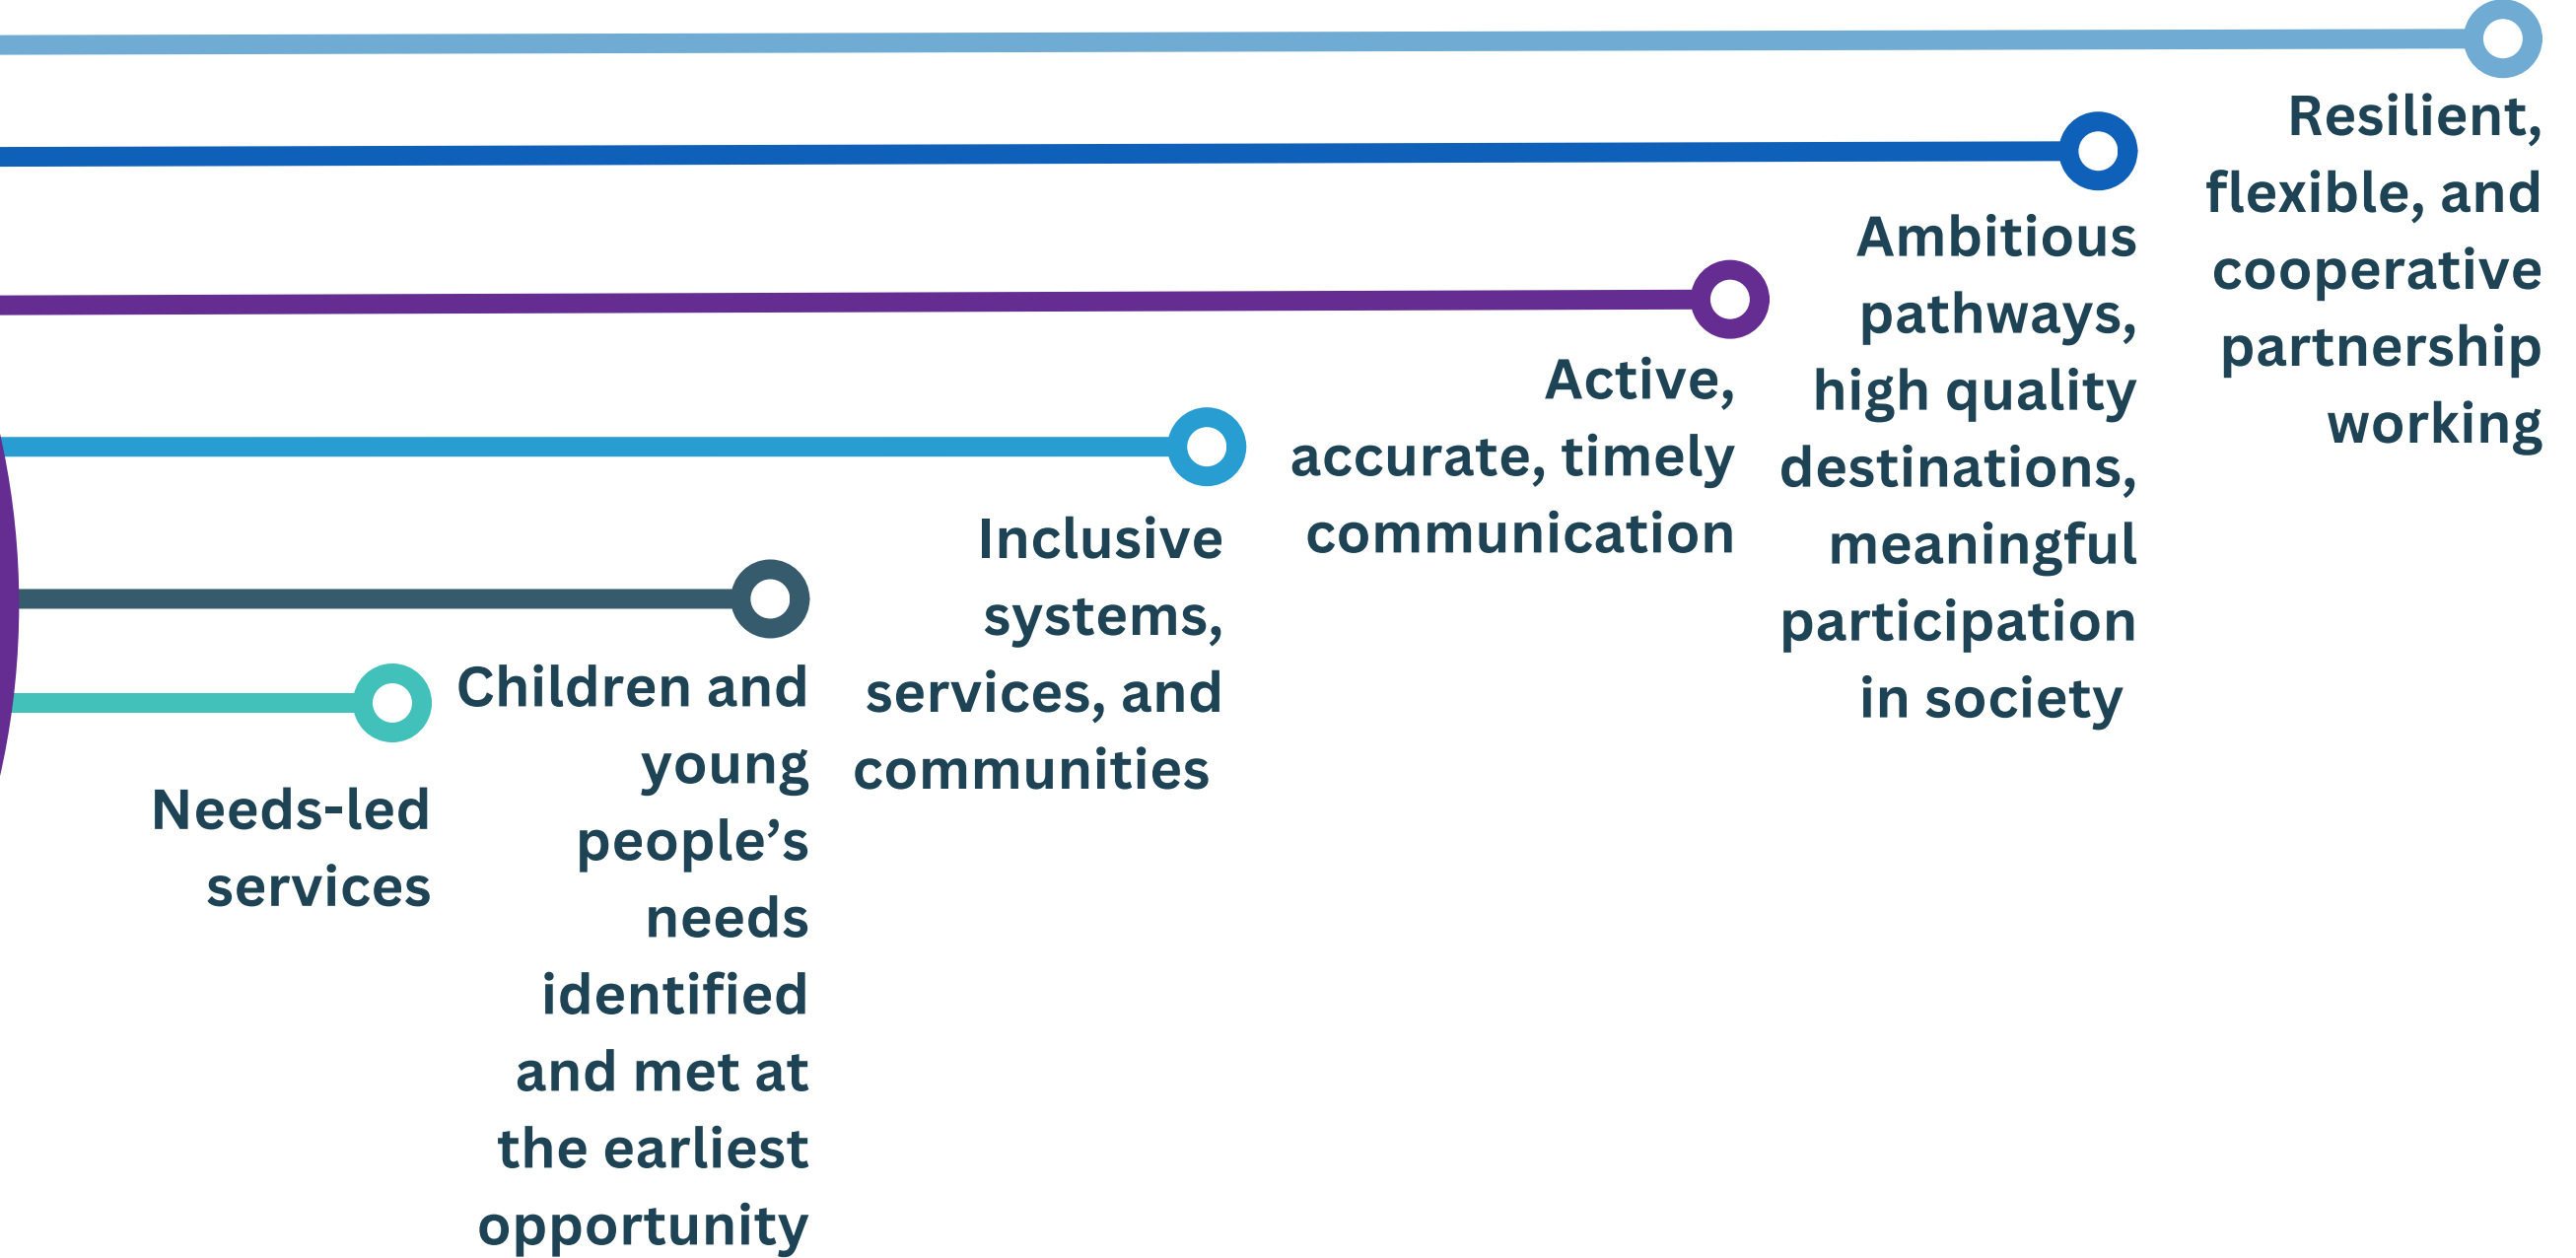 Needs-led
services
Children and
young
people’s
needs
identified
and met at
the earliest
opportunity
Inclusive
systems,
services, and
communities
Active,
accurate, timely
communication
Ambitious
pathways,
high quality
destinations,
meaningful
participation
in society
Resilient,
flexible, and
cooperative
partnership
working